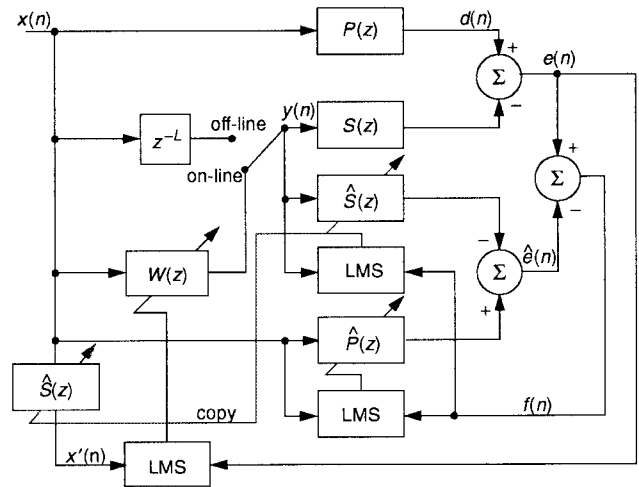 x(n)
P(z)
d(n)
+
e(n)
Σ
−
y(n)
off-line
z⁻ᴸ
S(z)
on-line
+
Σ
−
Ŝ(z)
−
W(z)
LMS
Σ
ê(n)
+
P̂(z)
Ŝ(z)
copy
LMS
f(n)
x′(n)
LMS